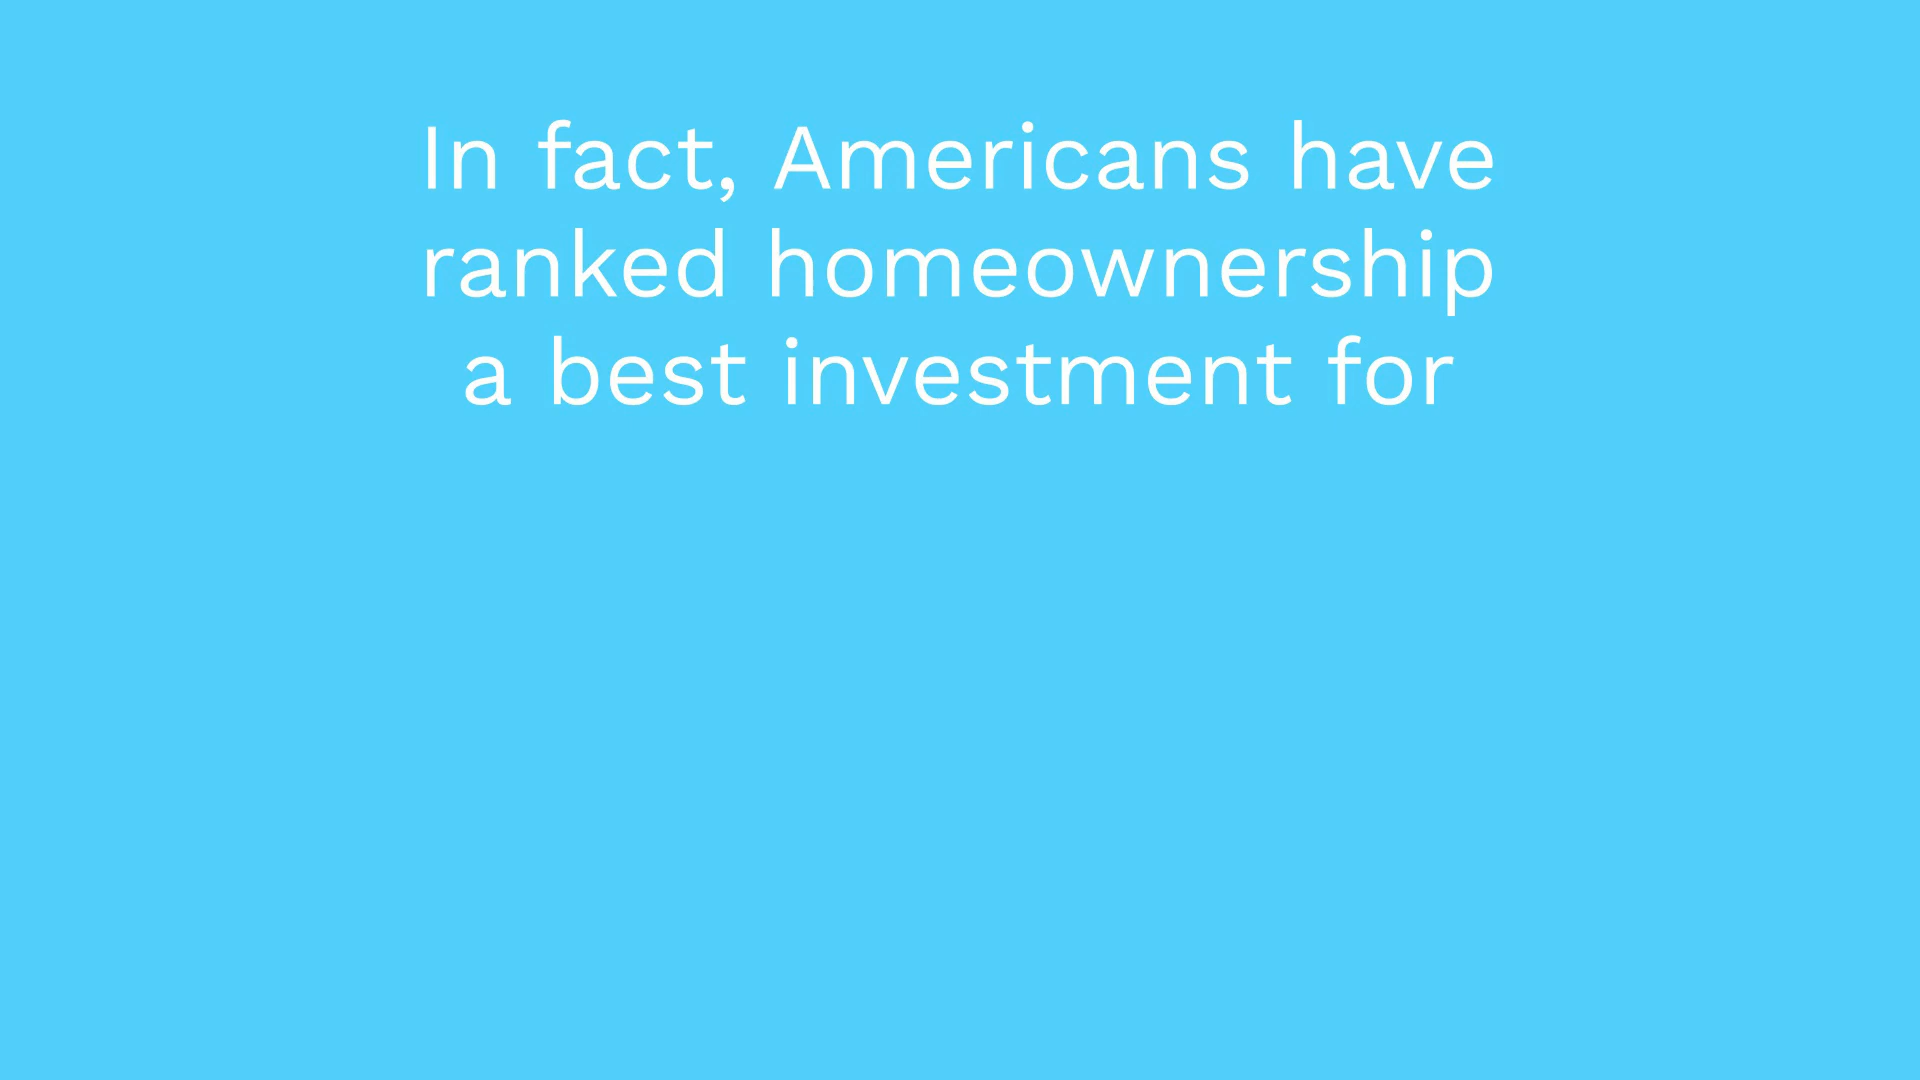 In fact, Americans have
ranked homeownership
a best investment for